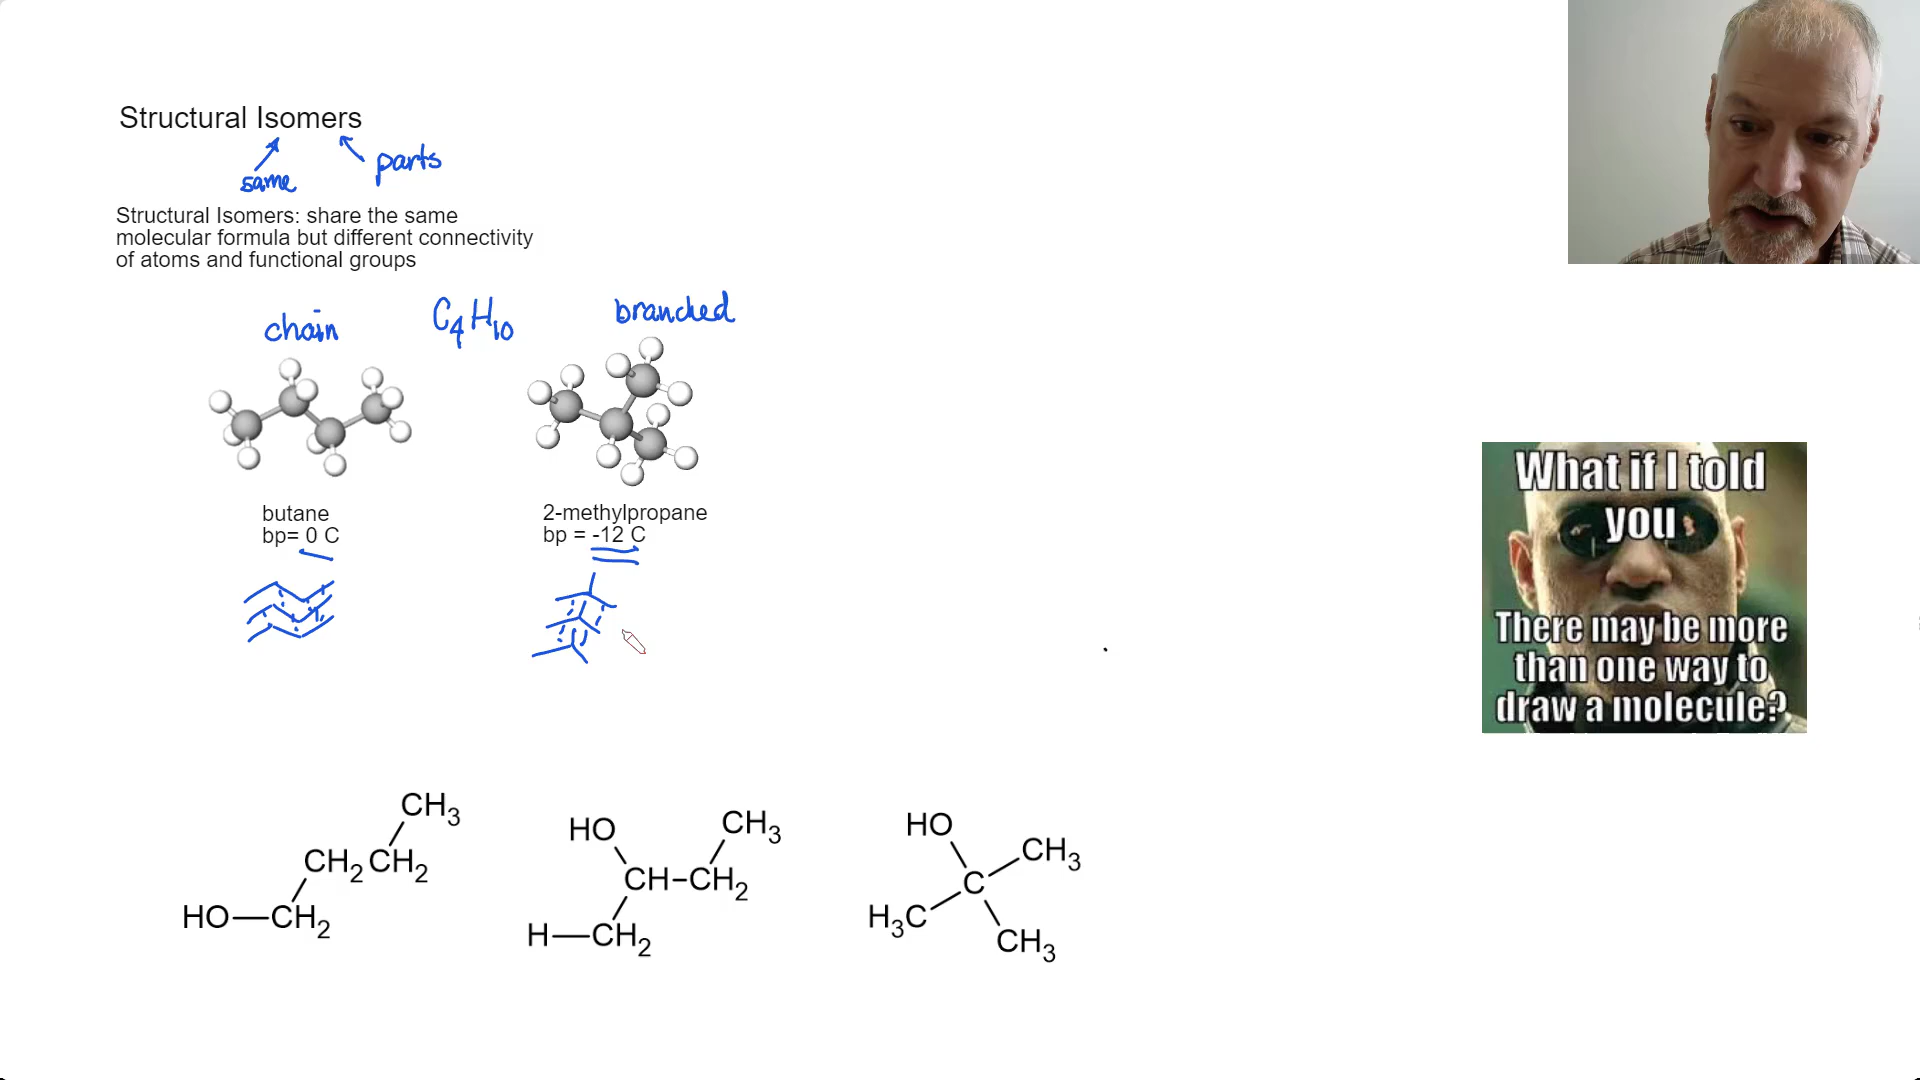 Structural Isomers
same
parts
Structural Isomers: share the same
molecular formula but different connectivity
of atoms and functional groups
chain
C4H10
branched
butane
bp= 0 C
2-methylpropane
bp = -12 C
What if I told
you
There may be more
than one way to
draw a molecule?
CH3
CH2 CH2
HO—CH2
HO
CH3
CH–CH2
H—CH2
HO
CH3
C
H3C
CH3